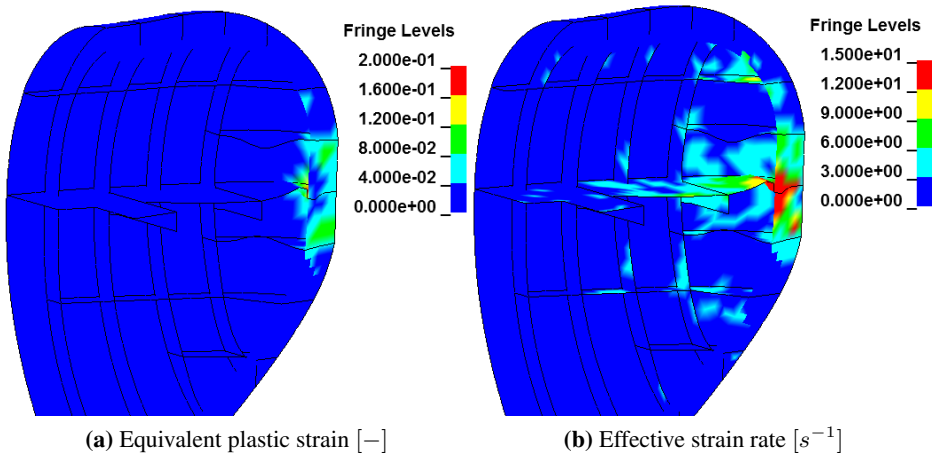 Fringe Levels
2.000e-01
1.600e-01
1.200e-01
8.000e-02
4.000e-02
0.000e+00
Fringe Levels
1.500e+01
1.200e+01
9.000e+00
6.000e+00
3.000e+00
0.000e+00
(a) Equivalent plastic strain [−]
(b) Effective strain rate [s⁻¹]